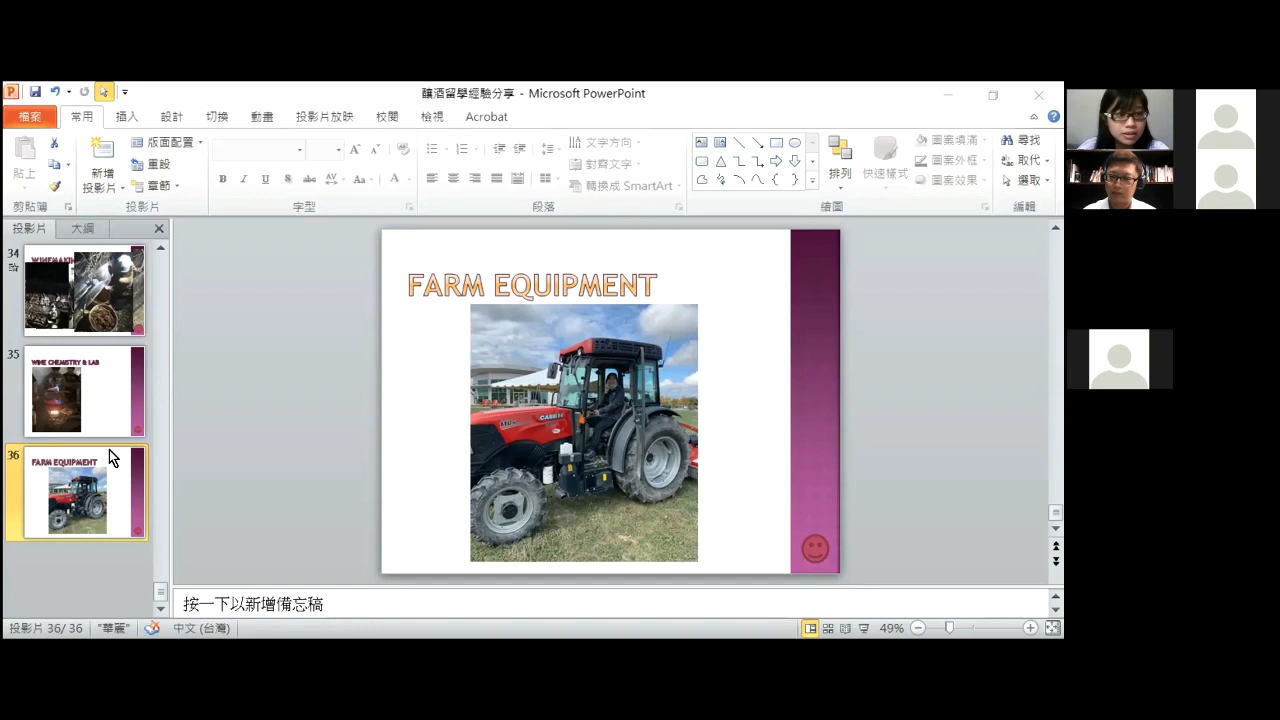 釀酒留學經驗分享 - Microsoft PowerPoint
檔案 常用 插入 設計 切換 動畫 投影片放映 校閱 檢視 Acrobat
貼上
剪貼簿
新增
投影片
版面配置
重設
章節
投影片
B I U S abc AV Aa A
字型
文字方向
對齊文字
轉換成 SmartArt
段落
排列
快速樣式
圖案填滿
圖案外框
圖案效果
繪圖
尋找
取代
選取
編輯
投影片 大綱
34
35
WINE CHEMISTRY & LAB
36
FARM EQUIPMENT
FARM EQUIPMENT
CASE IH
按一下以新增備忘稿
投影片 36/ 36 "華麗" 中文 (台灣) 49%